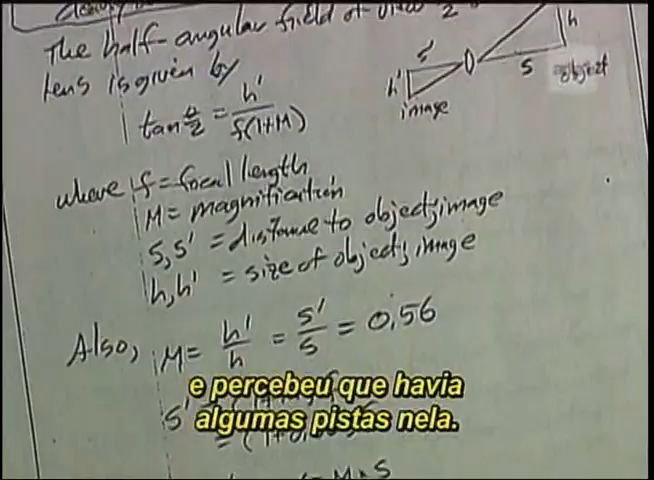 The half-angular field of view
lens is given by
tan α/2 = h'/f(1+M)
h
s'
s
object
h'
image
where f = focal length
M = magnification
s, s' = distance to object, image
h, h' = size of object, image
Also, M = h'/h = s'/s = 0,56
e percebeu que havia
algumas pistas nela.
s'
M · s